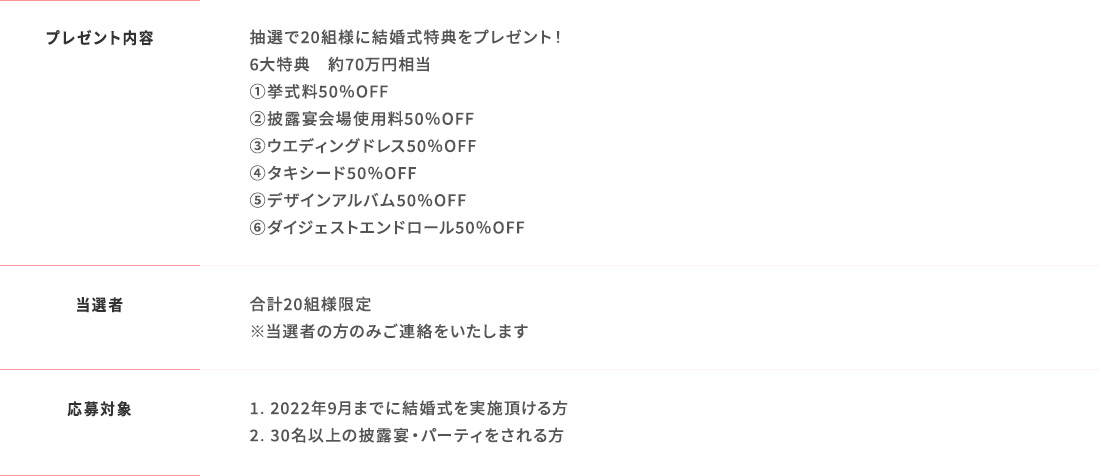 プレゼント内容
抽選で20組様に結婚式特典をプレゼント！
6大特典　約70万円相当
①挙式料50%OFF
②披露宴会場使用料50%OFF
③ウエディングドレス50%OFF
④タキシード50%OFF
⑤デザインアルバム50%OFF
⑥ダイジェストエンドロール50%OFF
当選者
合計20組様限定
※当選者の方のみご連絡をいたします
応募対象
1. 2022年9月までに結婚式を実施頂ける方
2. 30名以上の披露宴・パーティをされる方